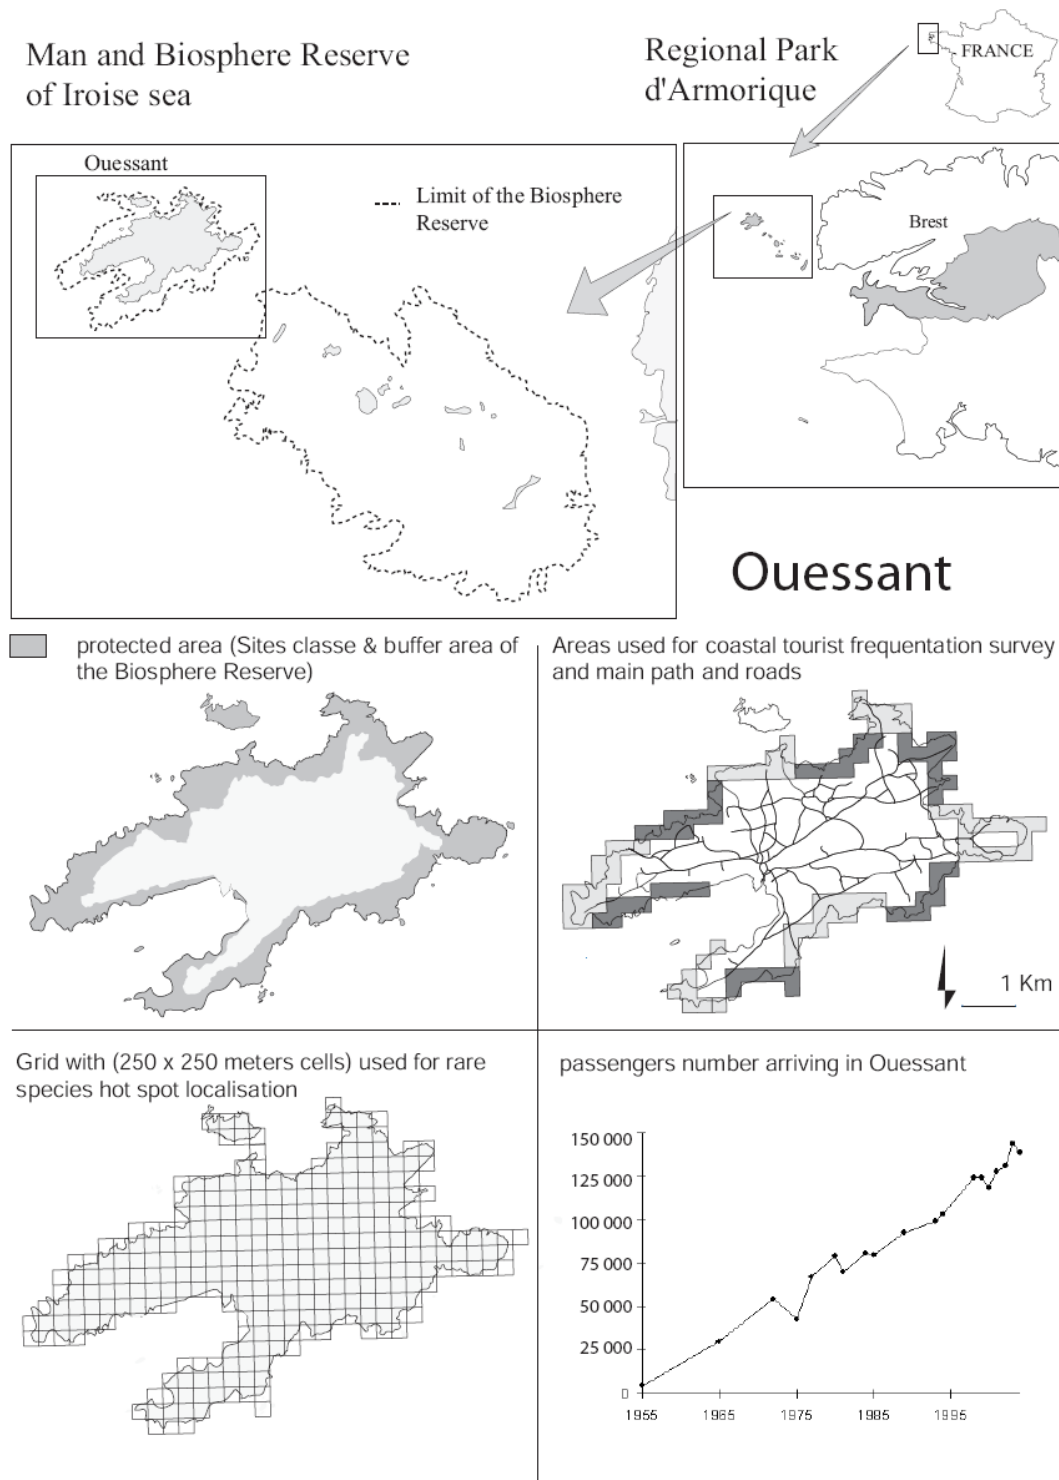 Man and Biosphere Reserve
of Iroise sea
Regional Park
d'Armorique
FRANCE
Ouessant
Limit of the Biosphere
Reserve
Brest
Ouessant
protected area (Sites classe & buffer area of
the Biosphere Reserve)
Areas used for coastal tourist frequentation survey
and main path and roads
1 Km
Grid with (250 x 250 meters cells) used for rare
species hot spot localisation
passengers number arriving in Ouessant
150 000
125 000
100 000
75 000
50 000
25 000
0
1955 1965 1975 1985 1995